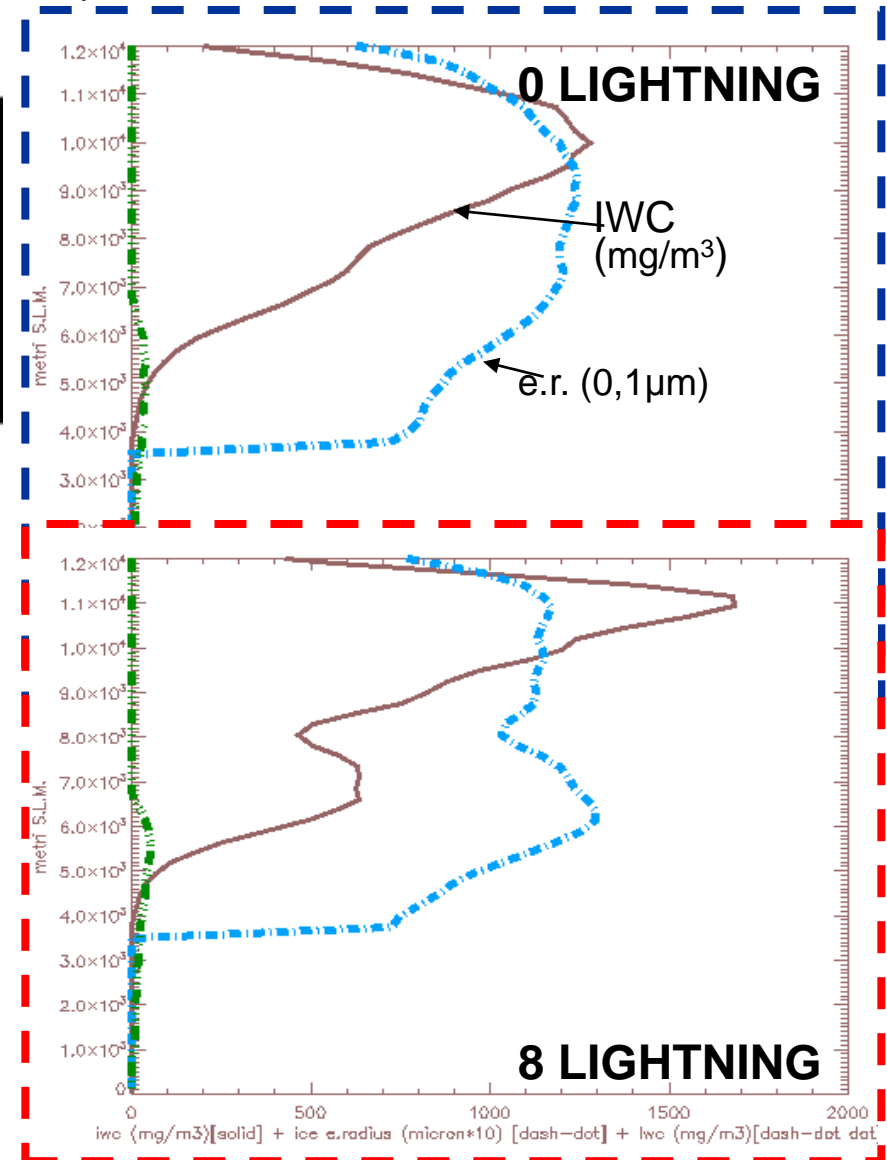 1.2×10⁴
0 LIGHTNING
1.1×10⁴
1.0×10⁴
9.0×10³
IWC
8.0×10³
(mg/m³)
7.0×10³
metri S.L.M.
6.0×10³
e.r. (0,1µm)
5.0×10³
4.0×10³
3.0×10³
1.2×10⁴
1.1×10⁴
1.0×10⁴
9.0×10³
8.0×10³
7.0×10³
metri S.L.M.
6.0×10³
5.0×10³
4.0×10³
3.0×10³
2.0×10³
1.0×10³
8 LIGHTNING
0
0 500 1000 1500 2000
iwc (mg/m3)[solid] + ice e.radius (micron*10) [dash-dot] + lwc (mg/m3)[dash-dot dot